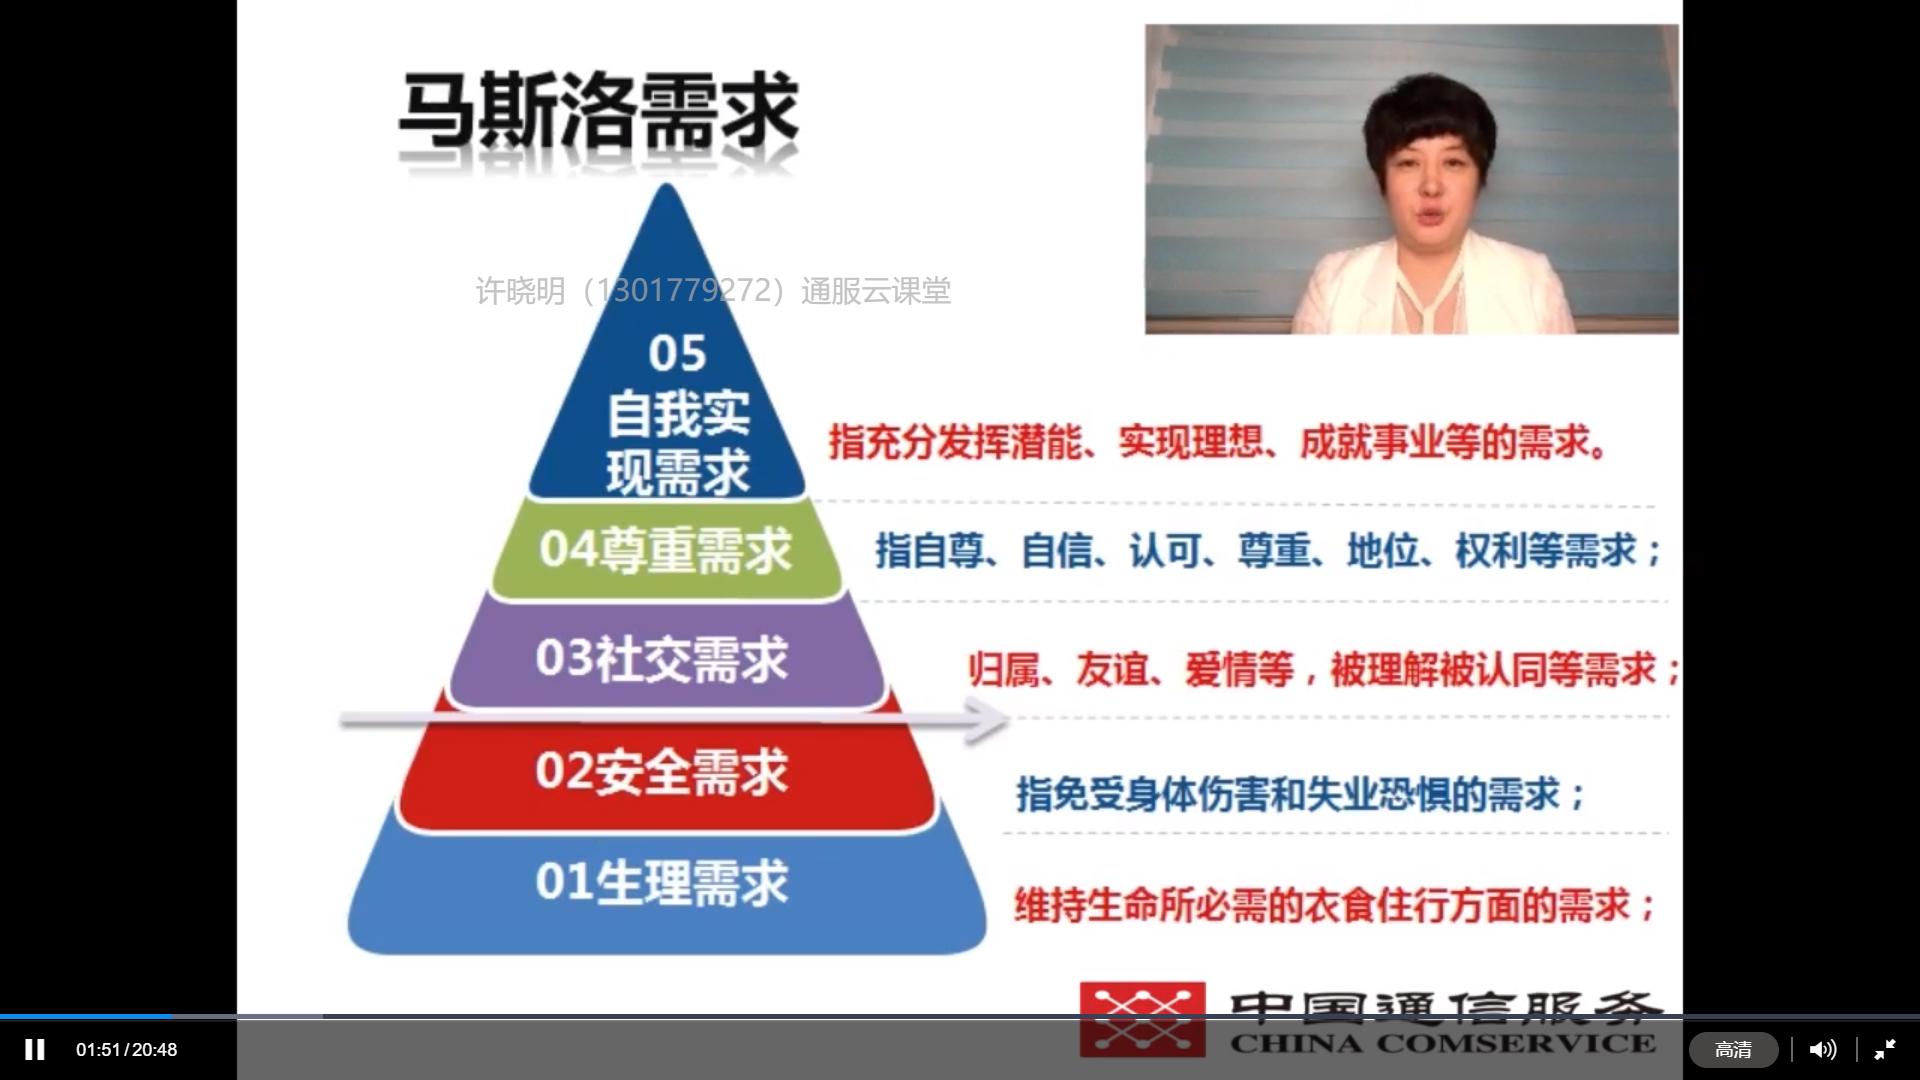 马斯洛需求
许晓明（1301779272）通服云课堂
05
自我实
现需求
指充分发挥潜能、实现理想、成就事业等的需求。
04尊重需求
指自尊、自信、认可、尊重、地位、权利等需求；
03社交需求
归属、友谊、爱情等，被理解被认同等需求；
02安全需求
指免受身体伤害和失业恐惧的需求；
01生理需求
维持生命所必需的衣食住行方面的需求；
中国通信服务
CHINA COMSERVICE
01:51/20:48
高清